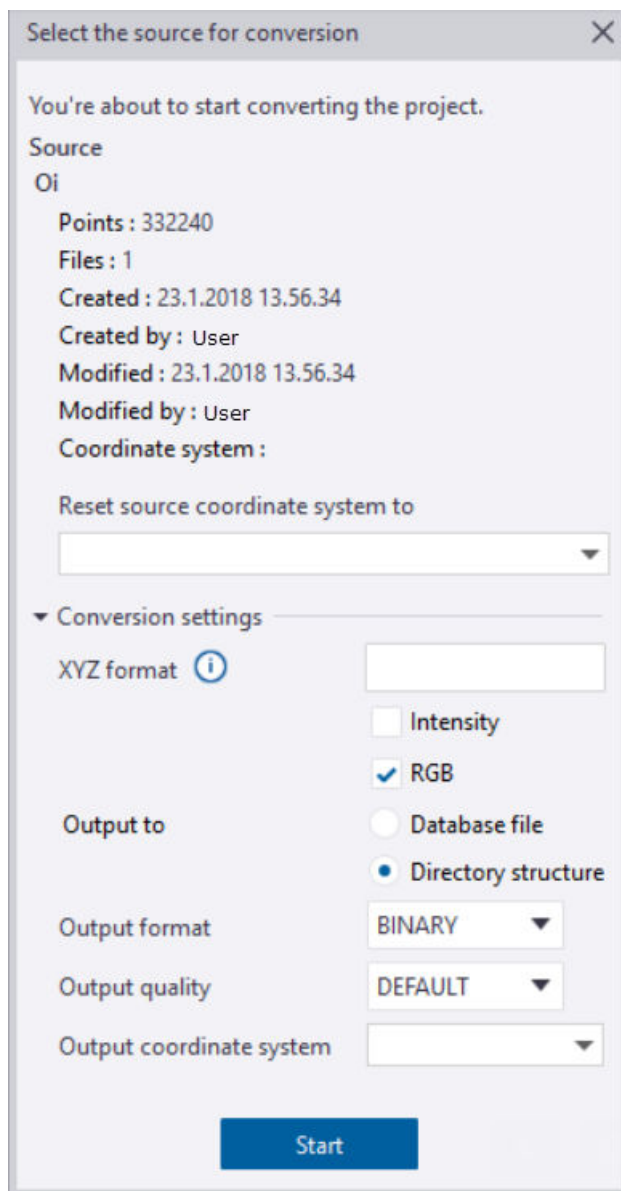 Select the source for conversion
You're about to start converting the project.
Source
Oi
Points : 332240
Files : 1
Created : 23.1.2018 13.56.34
Created by : User
Modified : 23.1.2018 13.56.34
Modified by : User
Coordinate system :
Reset source coordinate system to
Conversion settings
XYZ format
Intensity
RGB
Output to
Database file
Directory structure
Output format BINARY
Output quality DEFAULT
Output coordinate system
Start